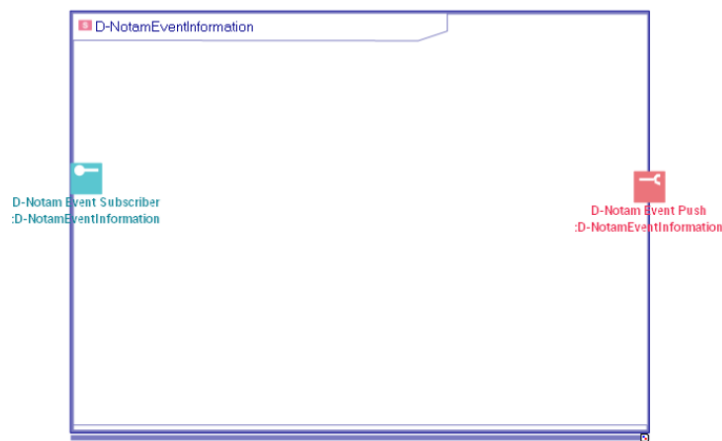 S D-NotamEventInformation
D-Notam Event Subscriber
:D-NotamEventInformation
D-Notam Event Push
:D-NotamEventInformation